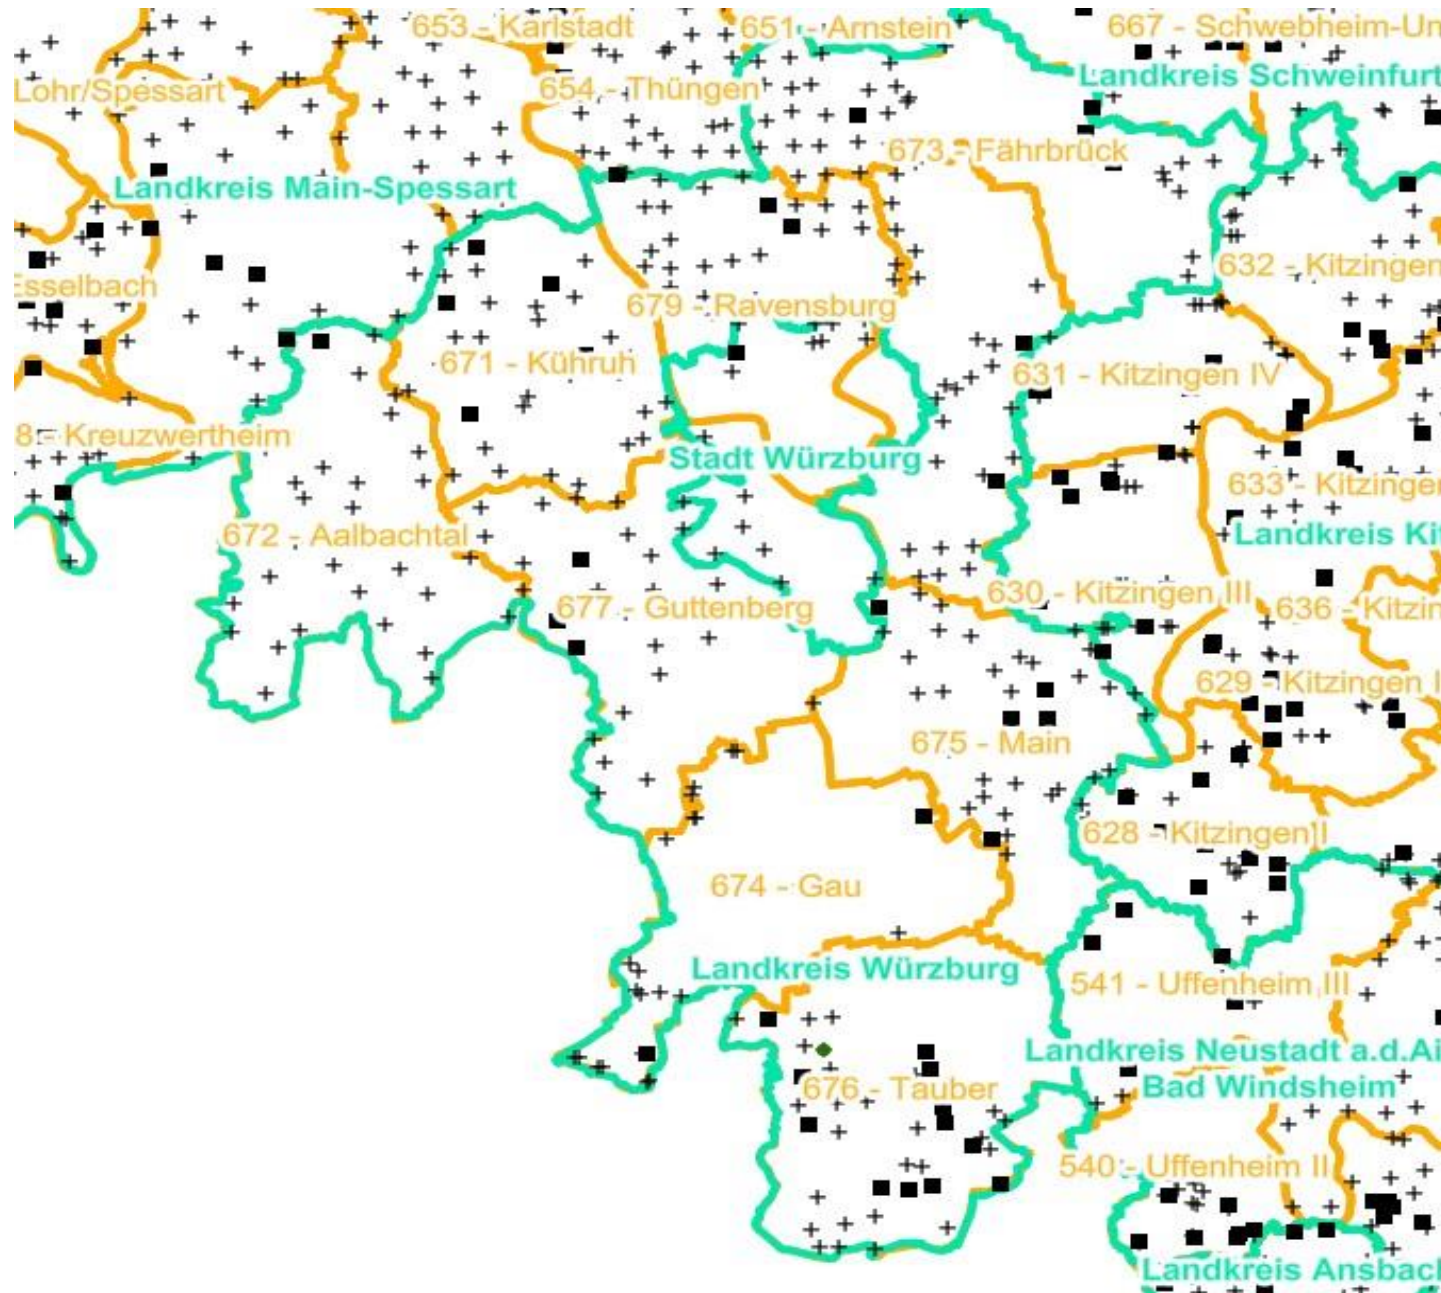 653 - Karlstadt
651 - Arnstein
667 - Schwebheim-Un
Landkreis Schweinfurt
Lohr/Spessart
654 - Thüngen
673 - Fährbrück
Landkreis Main-Spessart
632 - Kitzingen
Esselbach
679 - Ravensburg
671 - Kühruh
631 - Kitzingen IV
8 - Kreuzwertheim
Stadt Würzburg
633 - Kitzingen
672 - Aalbachtal
Landkreis Kit
677 - Guttenberg
630 - Kitzingen III
636 - Kitzin
629 - Kitzingen I
675 - Main
628 - Kitzingen II
674 - Gau
Landkreis Würzburg
541 - Uffenheim III
Landkreis Neustadt a.d.Ai
Bad Windsheim
676 - Tauber
540 - Uffenheim II
Landkreis Ansbach